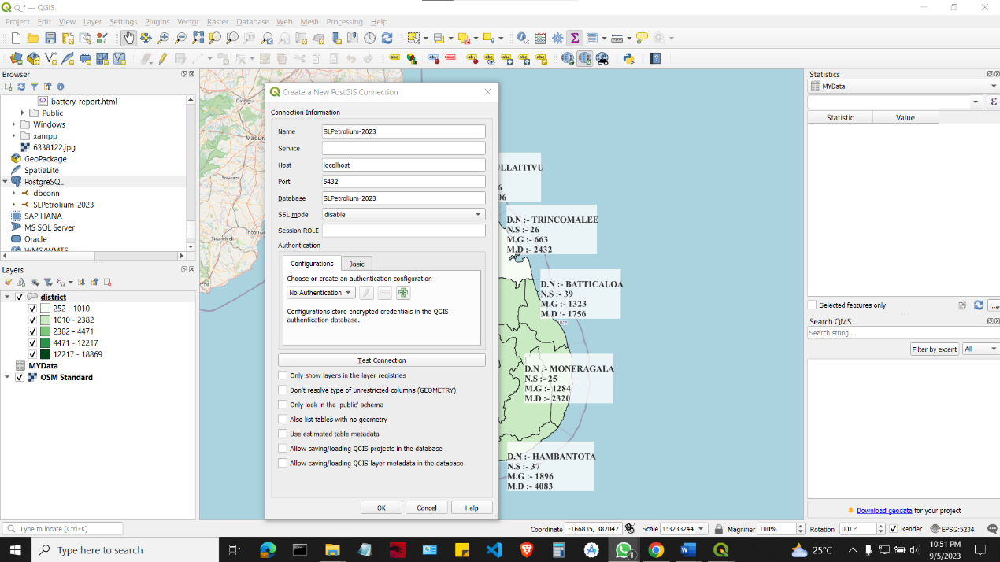 Q_f — QGIS
Project Edit View Layer Settings Plugins Vector Raster Database Web Mesh Processing Help
Browser
battery-report.html
Public
Windows
xampp
6338122.jpg
GeoPackage
SpatiaLite
PostgreSQL
dbconn
SLPetrolium-2023
SAP HANA
MS SQL Server
Oracle
WMS/WMTS
Layers
district
252 - 1010
1010 - 2382
2382 - 4471
4471 - 12217
12217 - 18869
MYData
OSM Standard
Dindigul
Madura
Sivakasi
Thoothu
Tirunelveli
Create a New PostGIS Connection
Connection Information
Name SLPetrolium-2023
Service
Host localhost
Port 5432
Database SLPetrolium-2023
SSL mode disable
Session ROLE
Authentication
Configurations Basic
Choose or create an authentication configuration
No Authentication
Configurations store encrypted credentials in the QGIS
authentication database.
Test Connection
Only show layers in the layer registries
Don't resolve type of unrestricted columns (GEOMETRY)
Only look in the 'public' schema
Also list tables with no geometry
Use estimated table metadata
Allow saving/loading QGIS projects in the database
Allow saving/loading QGIS layer metadata in the database
OK Cancel Help
ULLAITIVU
6
06
D.N :- TRINCOMALEE
N.S :- 26
M.G :- 663
M.D :- 2432
D.N :- BATTICALOA
N.S :- 39
M.G :- 1323
M.D :- 1756
D.N :- MONERAGALA
N.S :- 25
M.G :- 1284
M.D :- 2320
D.N :- HAMBANTOTA
N.S :- 37
M.G :- 1896
M.D :- 4083
Statistics
MYData
Statistic Value
Selected features only
Search QMS
Search string...
Filter by extent All
Download geodata for your project
Type to locate (Ctrl+K)
Coordinate -166835, 382047 Scale 1:3233244 Magnifier 100% Rotation 0.0 ° Render EPSG:5234
Type here to search
1
25°C
10:51 PM
9/5/2023